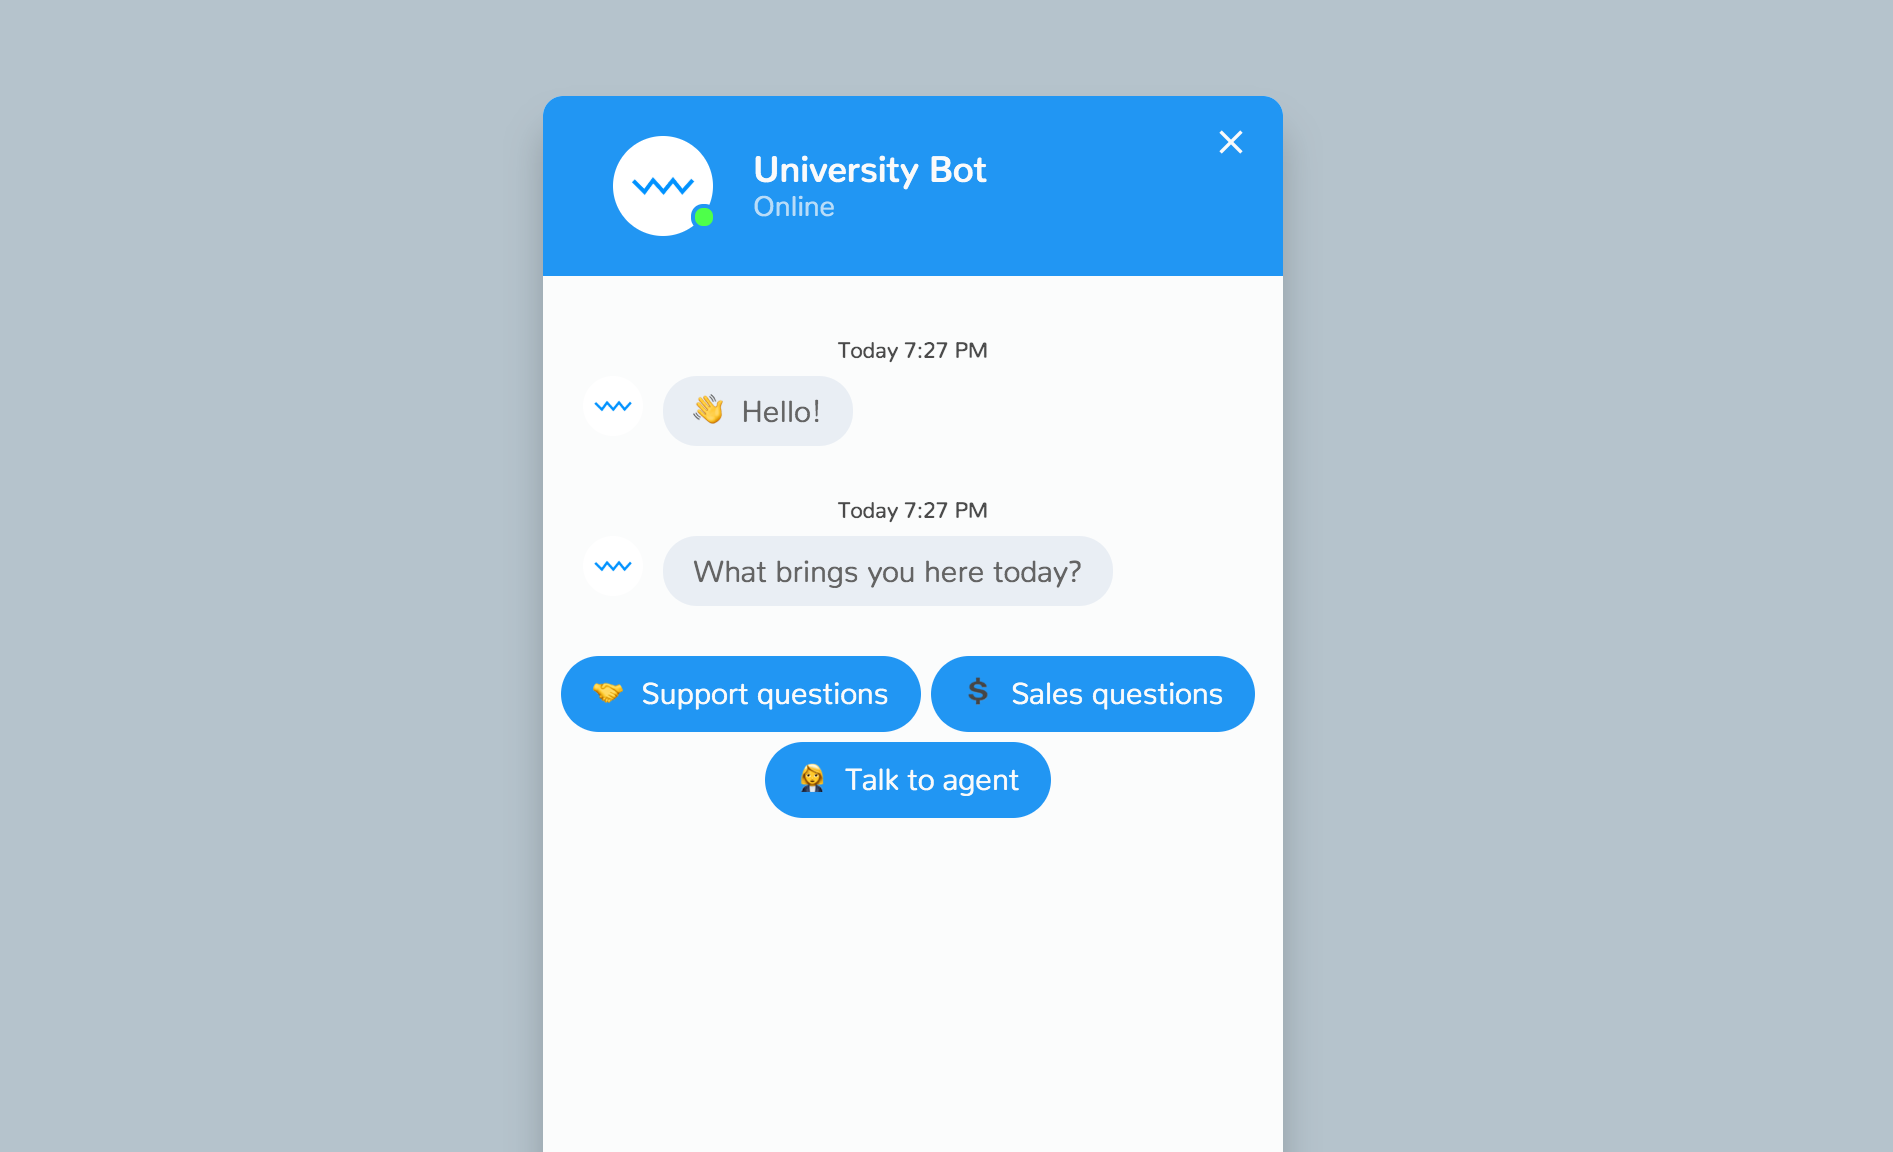 University Bot
Online
Today 7:27 PM
👋 Hello!
Today 7:27 PM
What brings you here today?
🤝 Support questions
💲 Sales questions
👩‍💼 Talk to agent